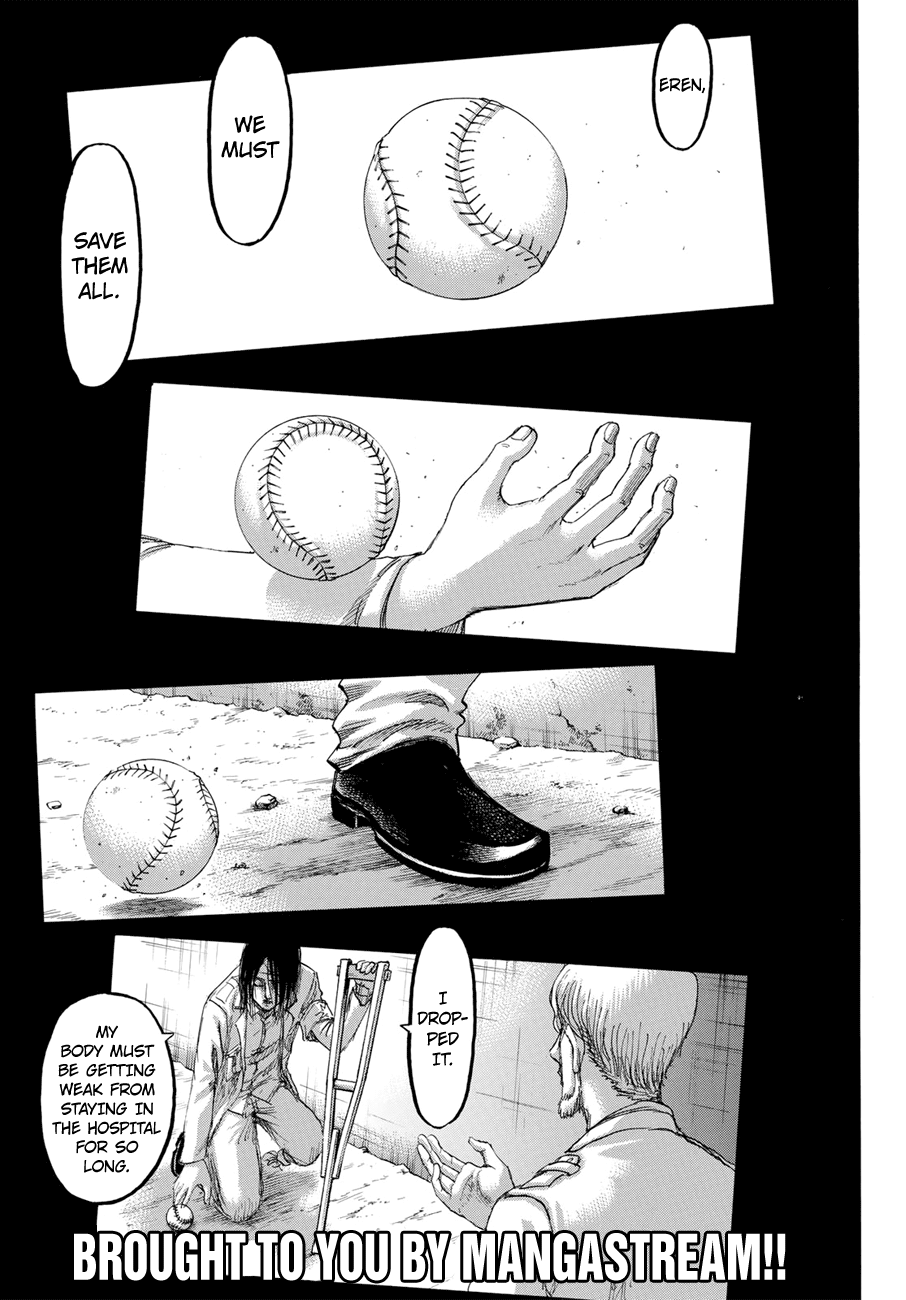 EREN,
WE
MUST
SAVE
THEM
ALL.
I
DROP-
PED
IT.
MY
BODY MUST
BE GETTING
WEAK FROM
STAYING IN
THE HOSPITAL
FOR SO
LONG.
BROUGHT TO YOU BY MANGASTREAM!!